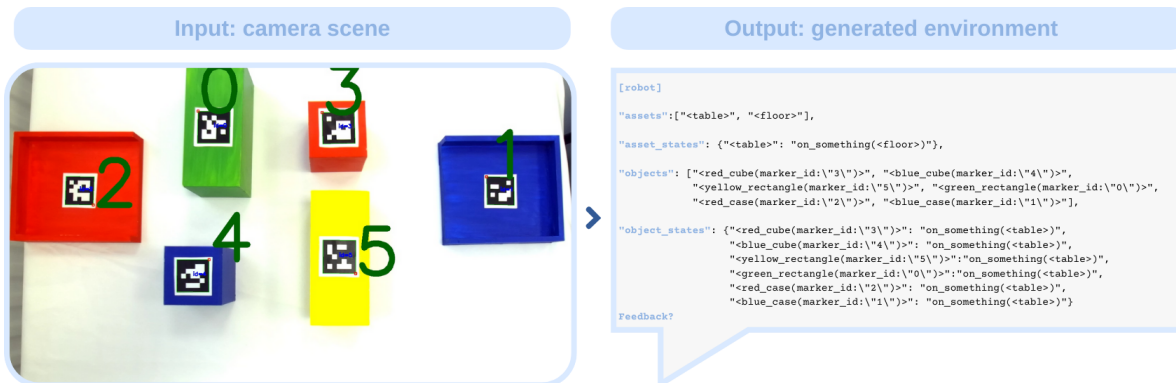 Input: camera scene
Output: generated environment
0
3
1
2
4
5
[robot]
"assets":["<table>", "<floor>"],
"asset_states": {"<table>": "on_something(<floor>)"},
"objects": ["<red_cube(marker_id:\"3\")>", "<blue_cube(marker_id:\"4\")>",
"<yellow_rectangle(marker_id:\"5\")>", "<green_rectangle(marker_id:\"0\")>",
"<red_case(marker_id:\"2\")>", "<blue_case(marker_id:\"1\")>"],
"object_states": {"<red_cube(marker_id:\"3\")>": "on_something(<table>)",
"<blue_cube(marker_id:\"4\")>": "on_something(<table>)",
"<yellow_rectangle(marker_id:\"5\")>":"on_something(<table>)",
"<green_rectangle(marker_id:\"0\")>":"on_something(<table>)",
"<red_case(marker_id:\"2\")>": "on_something(<table>)",
"<blue_case(marker_id:\"1\")>": "on_something(<table>)"}
Feedback?